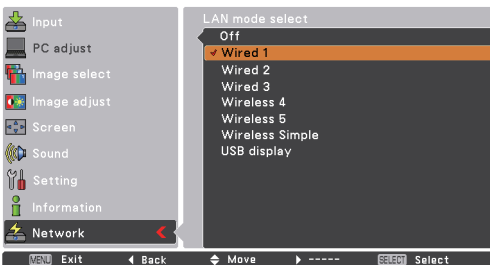 Input
PC adjust
Image select
Image adjust
Screen
Sound
Setting
Information
Network
LAN mode select
Off
Wired 1
Wired 2
Wired 3
Wireless 4
Wireless 5
Wireless Simple
USB display
MENU Exit Back Move ----- SELECT Select